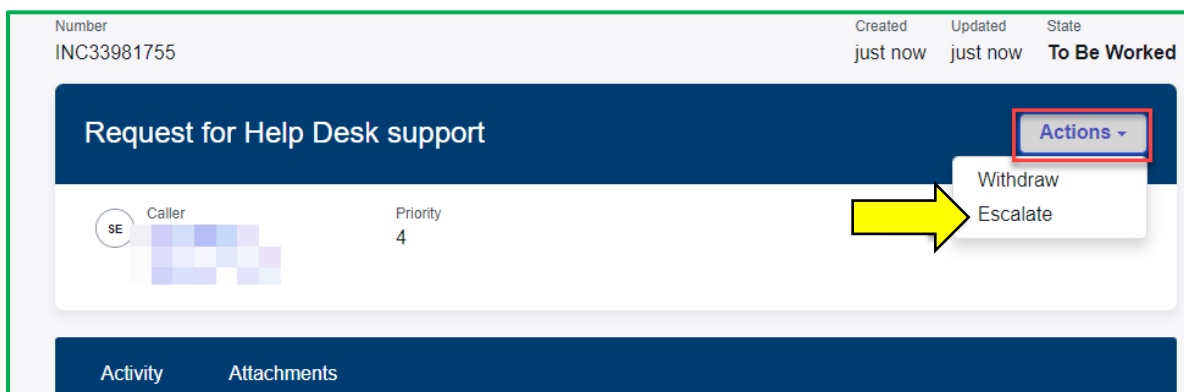 Number Created Updated State
INC33981755 just now just now To Be Worked
Request for Help Desk support Actions
Withdraw
Escalate
SE Caller Priority
4
Activity Attachments